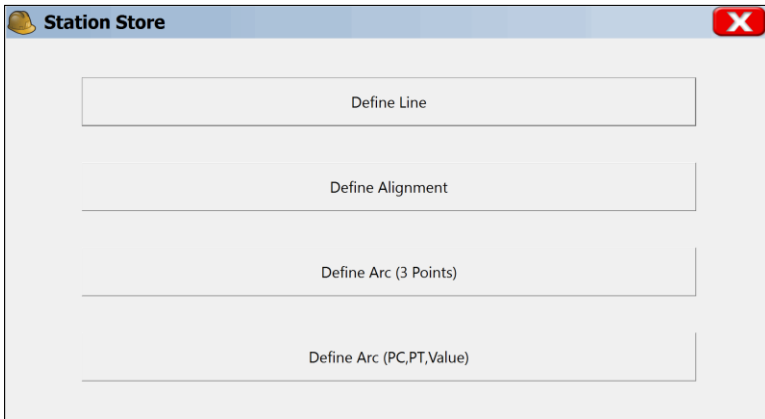 Station Store
Define Line
Define Alignment
Define Arc (3 Points)
Define Arc (PC,PT,Value)